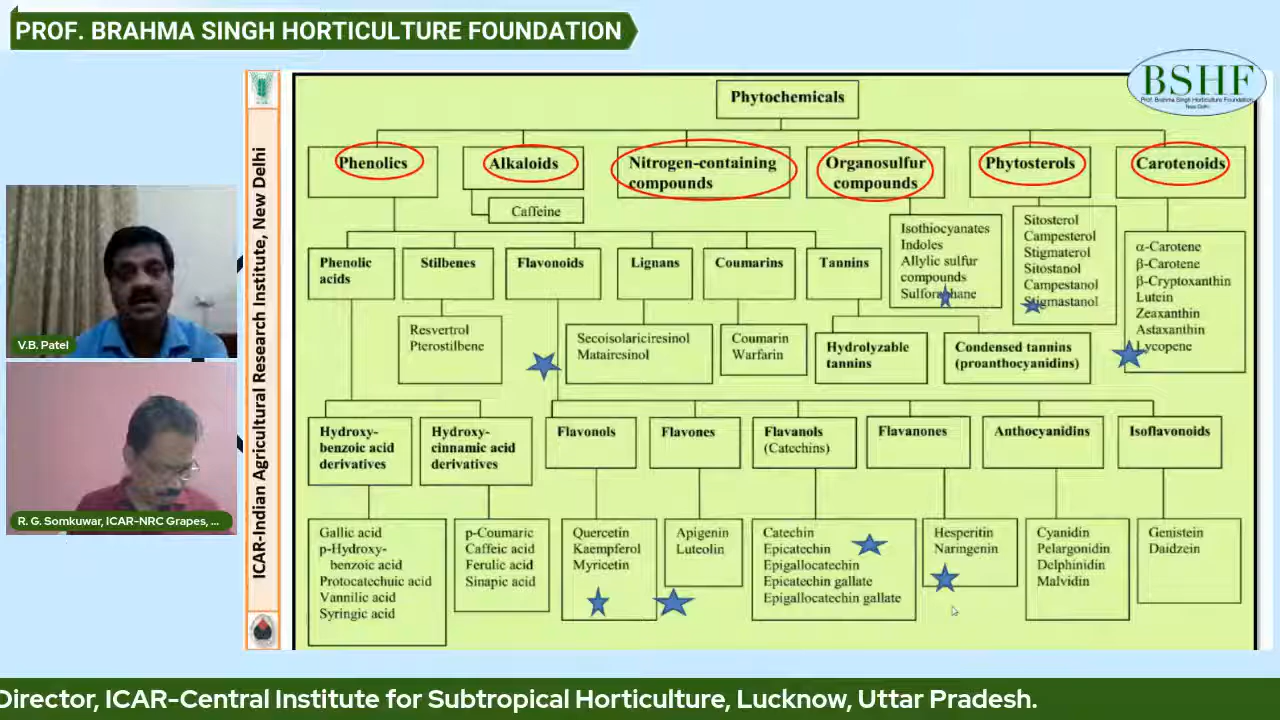 PROF. BRAHMA SINGH HORTICULTURE FOUNDATION
BSHF
Prof. Brahma Singh Horticulture Foundation
New Delhi
ICAR-Indian Agricultural Research Institute, New Delhi
Phytochemicals
Phenolics
Alkaloids
Nitrogen-containing
compounds
Organosulfur
compounds
Phytosterols
Carotenoids
Caffeine
Isothiocyanates
Indoles
Allylic sulfur
compounds
Sulforaphane
Sitosterol
Campesterol
Stigmaterol
Sitostanol
Campestanol
Stigmastanol
α-Carotene
β-Carotene
β-Cryptoxanthin
Lutein
Zeaxanthin
Astaxanthin
Lycopene
Phenolic
acids
Stilbenes
Flavonoids
Lignans
Coumarins
Tannins
Resvertrol
Pterostilbene
Secoisolariciresinol
Matairesinol
Coumarin
Warfarin
Hydrolyzable
tannins
Condensed tannins
(proanthocyanidins)
Hydroxy-
benzoic acid
derivatives
Hydroxy-
cinnamic acid
derivatives
Flavonols
Flavones
Flavanols
(Catechins)
Flavanones
Anthocyanidins
Isoflavonoids
Gallic acid
p-Hydroxy-
benzoic acid
Protocatechuic acid
Vannilic acid
Syringic acid
p-Coumaric
Caffeic acid
Ferulic acid
Sinapic acid
Quercetin
Kaempferol
Myricetin
Apigenin
Luteolin
Catechin
Epicatechin
Epigallocatechin
Epicatechin gallate
Epigallocatechin gallate
Hesperitin
Naringenin
Cyanidin
Pelargonidin
Delphinidin
Malvidin
Genistein
Daidzein
V.B. Patel
R. G. Somkuwar, ICAR-NRC Grapes, ...
Director, ICAR-Central Institute for Subtropical Horticulture, Lucknow, Uttar Pradesh.